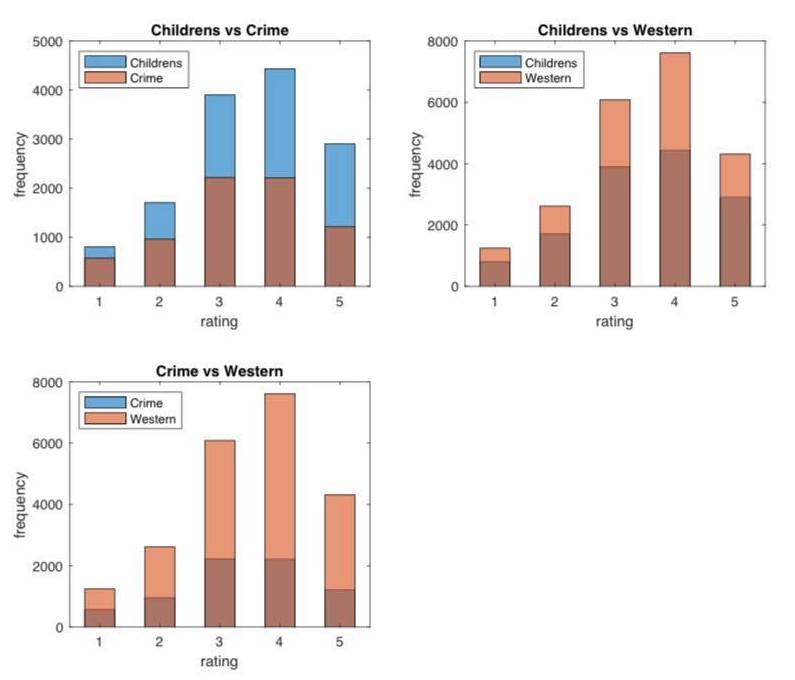 Childrens vs Crime
5000
4000
3000
2000
1000
0
frequency
Childrens
Crime
1 2 3 4 5
rating
Childrens vs Western
8000
6000
4000
2000
0
frequency
Childrens
Western
1 2 3 4 5
rating
Crime vs Western
8000
6000
4000
2000
0
frequency
Crime
Western
1 2 3 4 5
rating